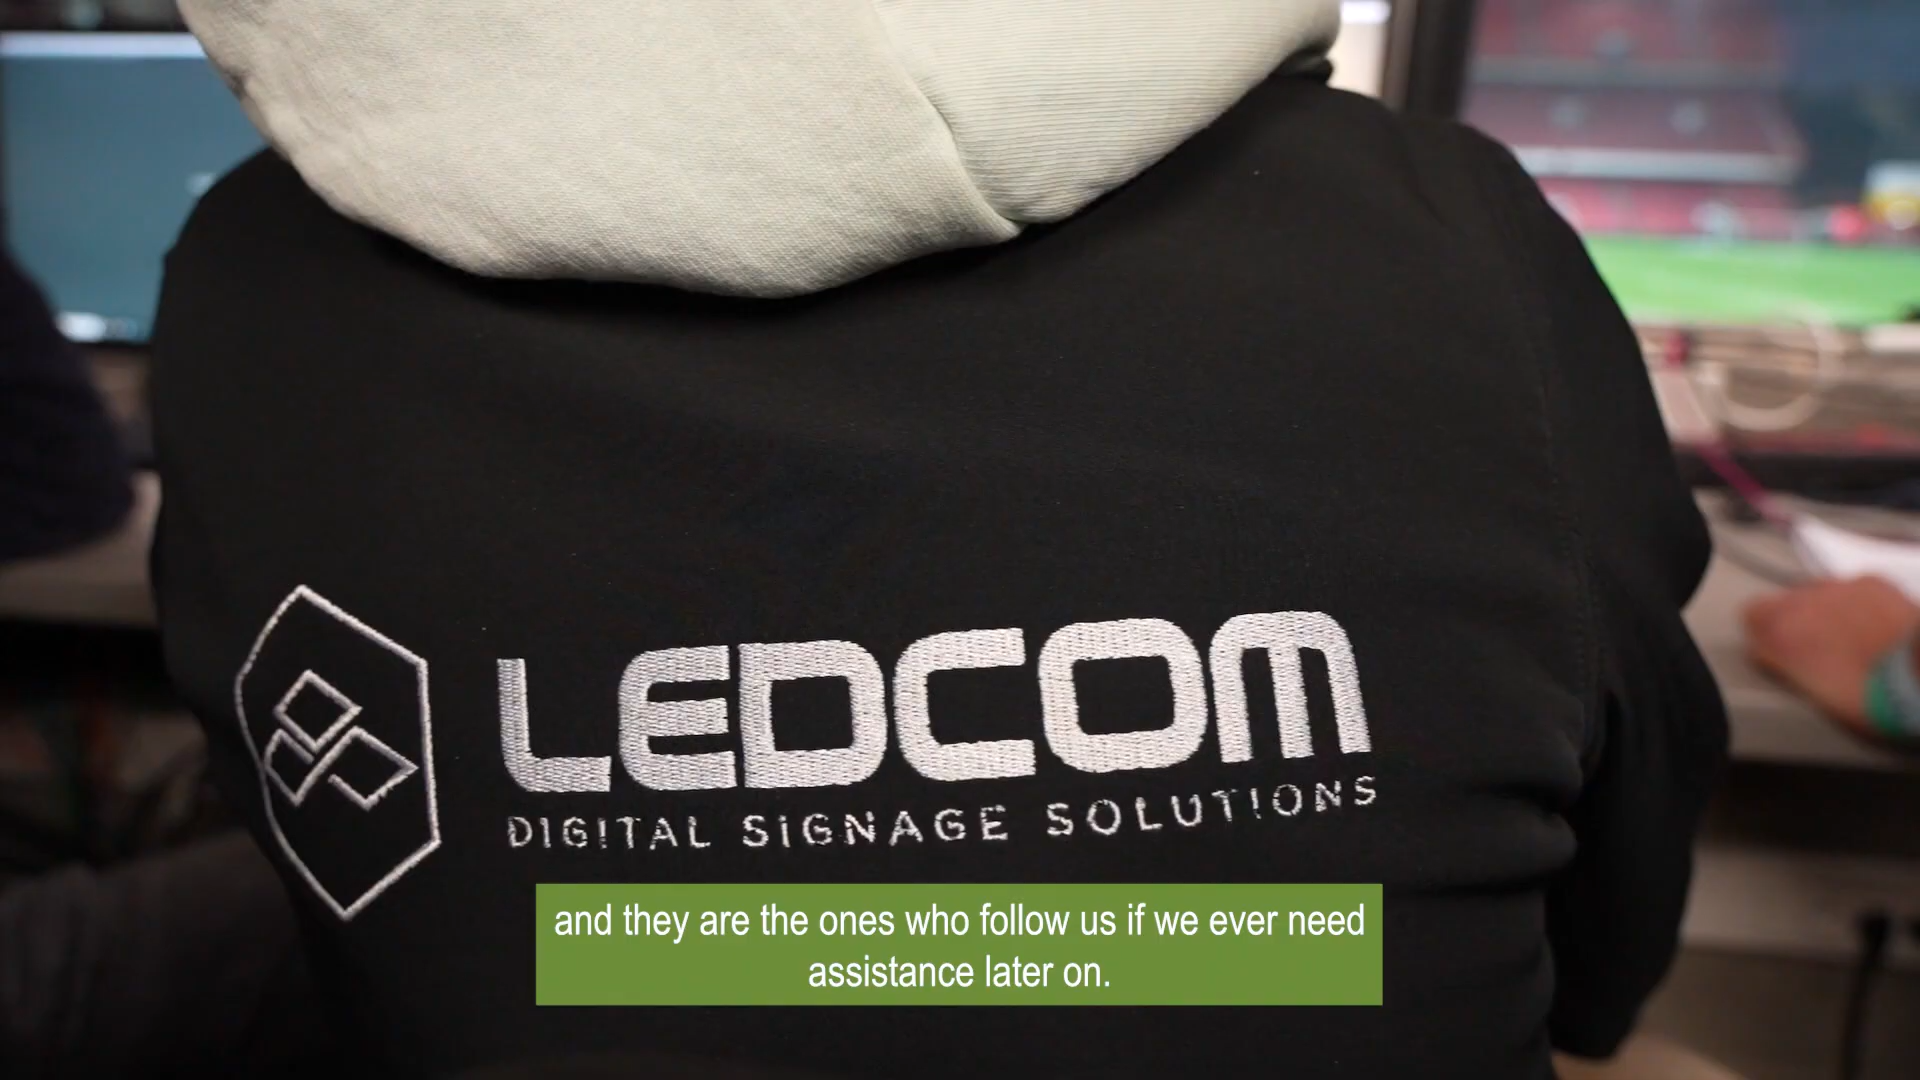 LEDCOM
DIGITAL SIGNAGE SOLUTIONS
and they are the ones who follow us if we ever need
assistance later on.